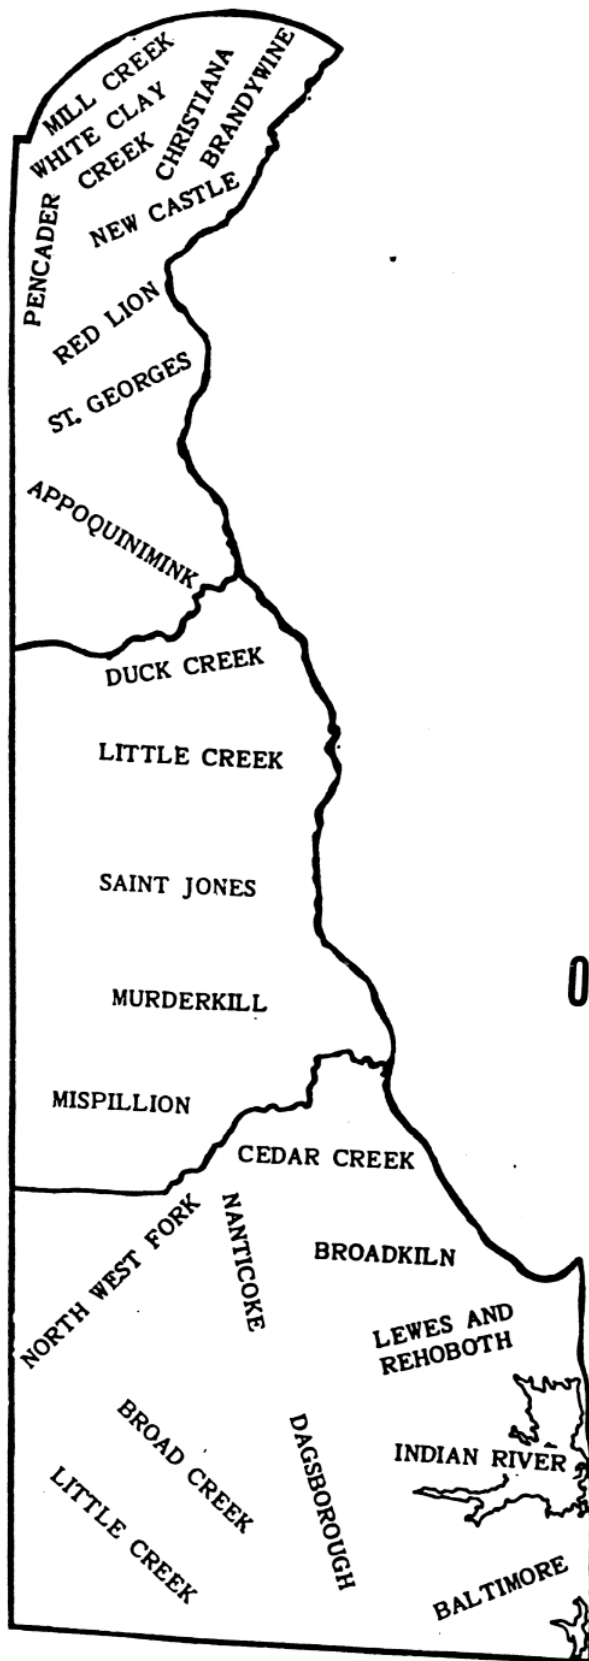 MILL CREEK
WHITE CLAY
CREEK
CHRISTIANA
BRANDYWINE
PENCADER
NEW CASTLE
RED LION
ST. GEORGES
APPOQUINIMINK
DUCK CREEK
LITTLE CREEK
SAINT JONES
MURDERKILL
MISPILLION
CEDAR CREEK
NORTH WEST FORK
NANTICOKE
BROADKILN
LEWES AND
REHOBOTH
BROAD CREEK
DAGSBOROUGH
INDIAN RIVER
LITTLE CREEK
BALTIMORE
0